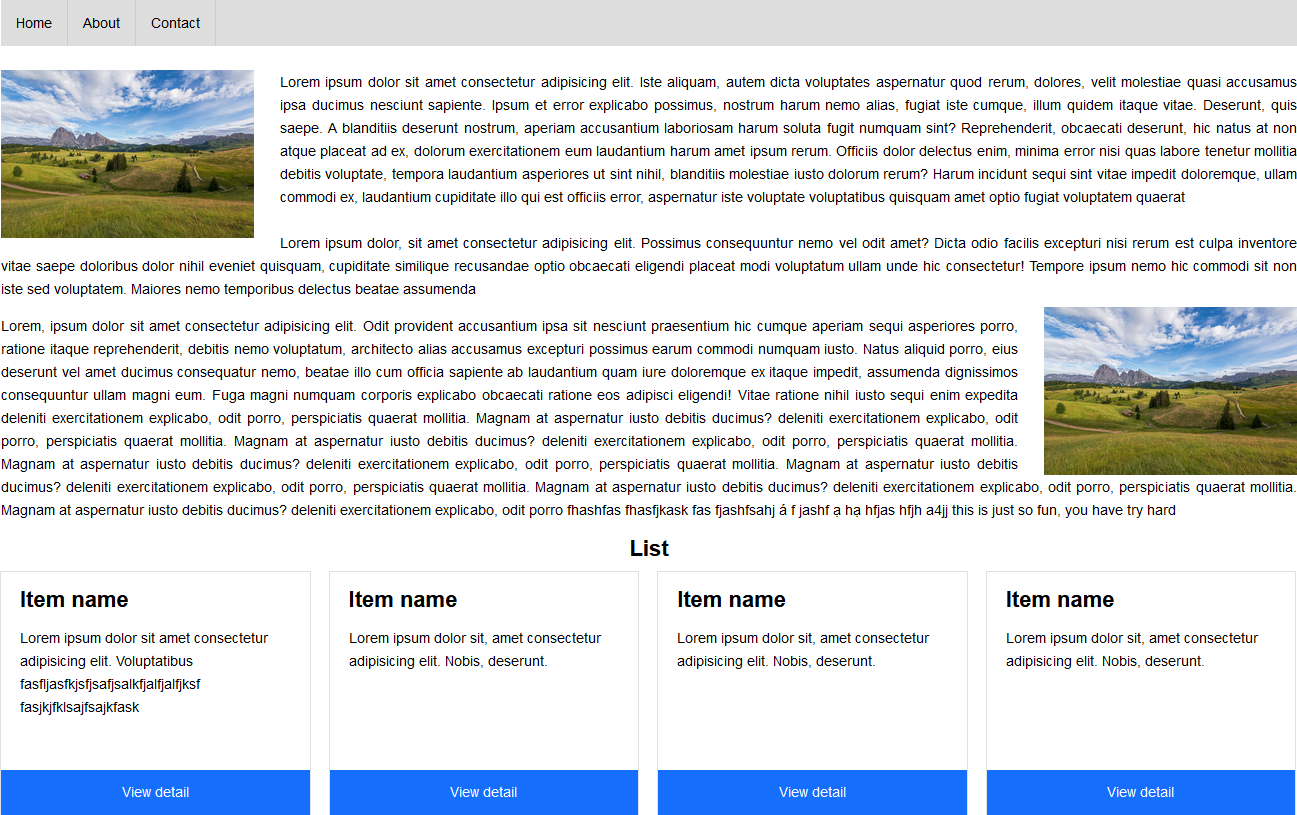 Home About Contact
Lorem ipsum dolor sit amet consectetur adipisicing elit. Iste aliquam, autem dicta voluptates aspernatur quod rerum, dolores, velit molestiae quasi accusamus
ipsa ducimus nesciunt sapiente. Ipsum et error explicabo possimus, nostrum harum nemo alias, fugiat iste cumque, illum quidem itaque vitae. Deserunt, quis
saepe. A blanditiis deserunt nostrum, aperiam accusantium laboriosam harum soluta fugit numquam sint? Reprehenderit, obcaecati deserunt, hic natus at non
atque placeat ad ex, dolorum exercitationem eum laudantium harum amet ipsum rerum. Officiis dolor delectus enim, minima error nisi quas labore tenetur mollitia
debitis voluptate, tempora laudantium asperiores ut sint nihil, blanditiis molestiae iusto dolorum rerum? Harum incidunt sequi sint vitae impedit doloremque, ullam
commodi ex, laudantium cupiditate illo qui est officiis error, aspernatur iste voluptate voluptatibus quisquam amet optio fugiat voluptatem quaerat
Lorem ipsum dolor, sit amet consectetur adipisicing elit. Possimus consequuntur nemo vel odit amet? Dicta odio facilis excepturi nisi rerum est culpa inventore
vitae saepe doloribus dolor nihil eveniet quisquam, cupiditate similique recusandae optio obcaecati eligendi placeat modi voluptatum ullam unde hic consectetur! Tempore ipsum nemo hic commodi sit non
iste sed voluptatem. Maiores nemo temporibus delectus beatae assumenda
Lorem, ipsum dolor sit amet consectetur adipisicing elit. Odit provident accusantium ipsa sit nesciunt praesentium hic cumque aperiam sequi asperiores porro,
ratione itaque reprehenderit, debitis nemo voluptatum, architecto alias accusamus excepturi possimus earum commodi numquam iusto. Natus aliquid porro, eius
deserunt vel amet ducimus consequatur nemo, beatae illo cum officia sapiente ab laudantium quam iure doloremque ex itaque impedit, assumenda dignissimos
consequuntur ullam magni eum. Fuga magni numquam corporis explicabo obcaecati ratione eos adipisci eligendi! Vitae ratione nihil iusto sequi enim expedita
deleniti exercitationem explicabo, odit porro, perspiciatis quaerat mollitia. Magnam at aspernatur iusto debitis ducimus? deleniti exercitationem explicabo, odit
porro, perspiciatis quaerat mollitia. Magnam at aspernatur iusto debitis ducimus? deleniti exercitationem explicabo, odit porro, perspiciatis quaerat mollitia.
Magnam at aspernatur iusto debitis ducimus? deleniti exercitationem explicabo, odit porro, perspiciatis quaerat mollitia. Magnam at aspernatur iusto debitis
ducimus? deleniti exercitationem explicabo, odit porro, perspiciatis quaerat mollitia. Magnam at aspernatur iusto debitis ducimus? deleniti exercitationem explicabo, odit porro, perspiciatis quaerat mollitia.
Magnam at aspernatur iusto debitis ducimus? deleniti exercitationem explicabo, odit porro fhashfas fhasfjkask fas fjashfsahj á f jashf ạ hạ hfjas hfjh a4jj this is just so fun, you have try hard
List
Item name
Lorem ipsum dolor sit amet consectetur
adipisicing elit. Voluptatibus
fasfljasfkjsfjsafjsalkfjalfjalfjksf
fasjkjfklsajfsajkfask
View detail
Item name
Lorem ipsum dolor sit, amet consectetur
adipisicing elit. Nobis, deserunt.
View detail
Item name
Lorem ipsum dolor sit, amet consectetur
adipisicing elit. Nobis, deserunt.
View detail
Item name
Lorem ipsum dolor sit, amet consectetur
adipisicing elit. Nobis, deserunt.
View detail